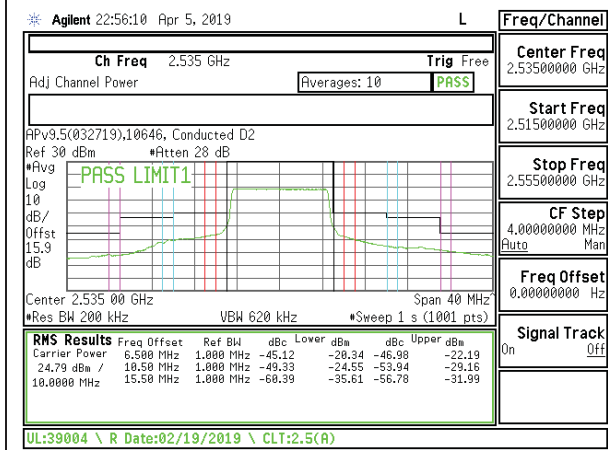 Agilent 22:56:10 Apr 5, 2019 L
Freq/Channel
Ch Freq 2.535 GHz Trig Free
Adj Channel Power Averages: 10 PASS
APv9.5(032719),10646, Conducted D2
Ref 30 dBm #Atten 28 dB
#Avg
Log
10
dB/
Offst
15.9
dB
PASS LIMIT1
Center 2.535 00 GHz Span 40 MHz^
#Res BW 200 kHz VBW 620 kHz #Sweep 1 s (1001 pts)
RMS Results Freq Offset Ref BW dBc Lower dBm dBc Upper dBm
Carrier Power 6.500 MHz 1.000 MHz -45.12 -20.34 -46.98 -22.19
24.79 dBm / 10.50 MHz 1.000 MHz -49.33 -24.55 -53.94 -29.16
10.0000 MHz 15.50 MHz 1.000 MHz -60.39 -35.61 -56.78 -31.99
UL:39004 \ R Date:02/19/2019 \ CLT:2.5(A)
Center Freq
2.53500000 GHz
Start Freq
2.51500000 GHz
Stop Freq
2.55500000 GHz
CF Step
4.00000000 MHz
Auto Man
Freq Offset
0.00000000 Hz
Signal Track
On Off